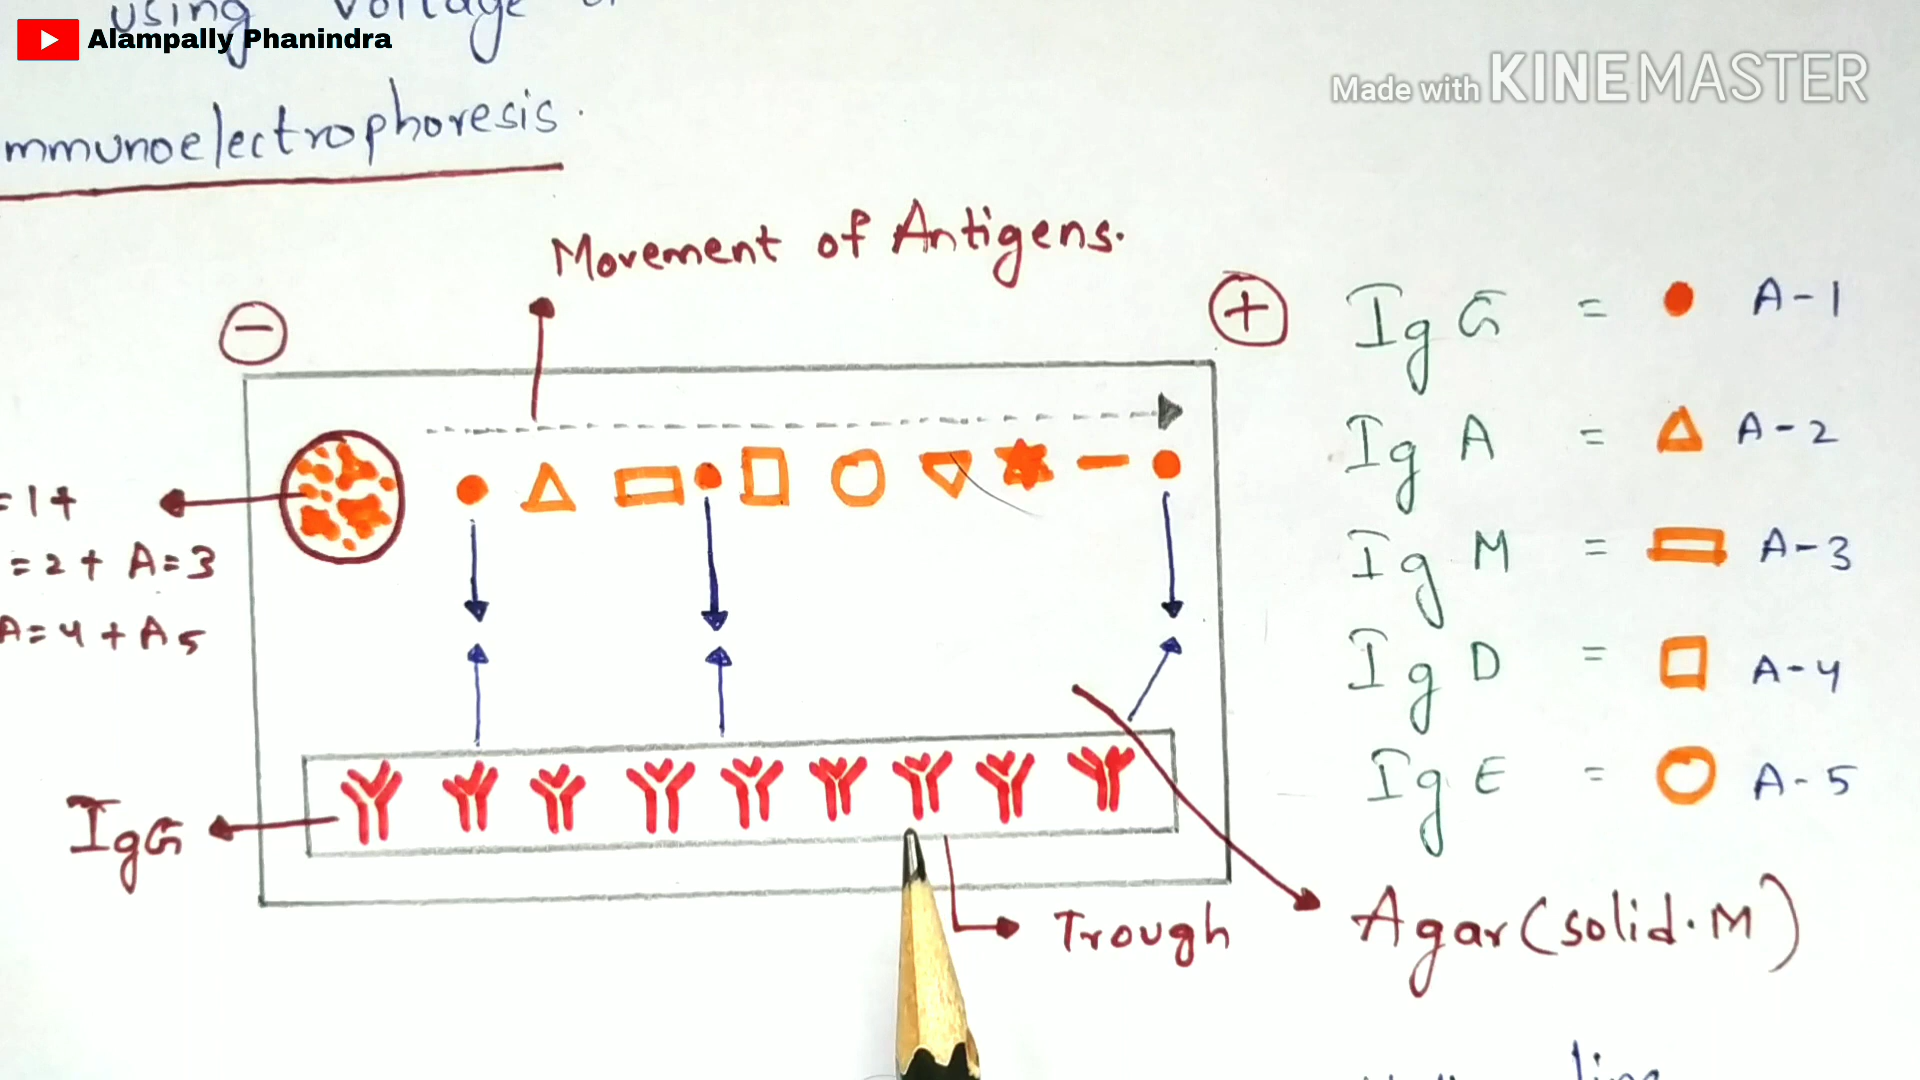 using voltage
Alampally Phanindra
Made with KINEMASTER
mmunoelectrophoresis.
Movement of Antigens.
−
+
IgG = A-1
IgA = A-2
IgM = A-3
IgD = A-4
IgE = A-5
=1+
=2+ A=3
A=4+A5
IgG
Trough
Agar(solid.M)
line